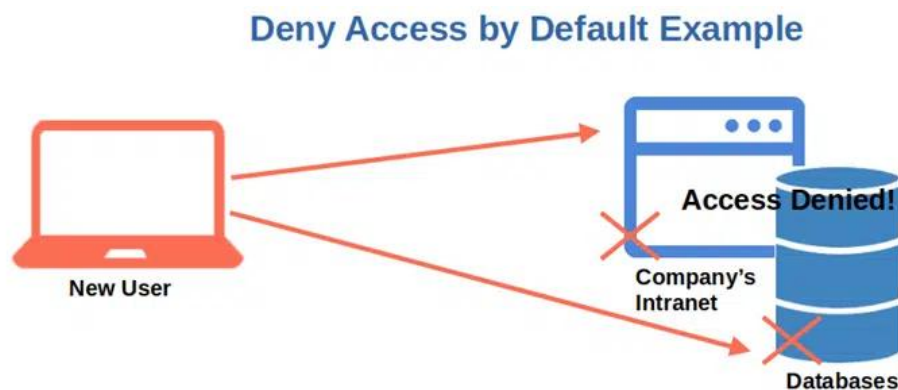 Deny Access by Default Example
Access Denied!
New User
Company's
Intranet
Databases